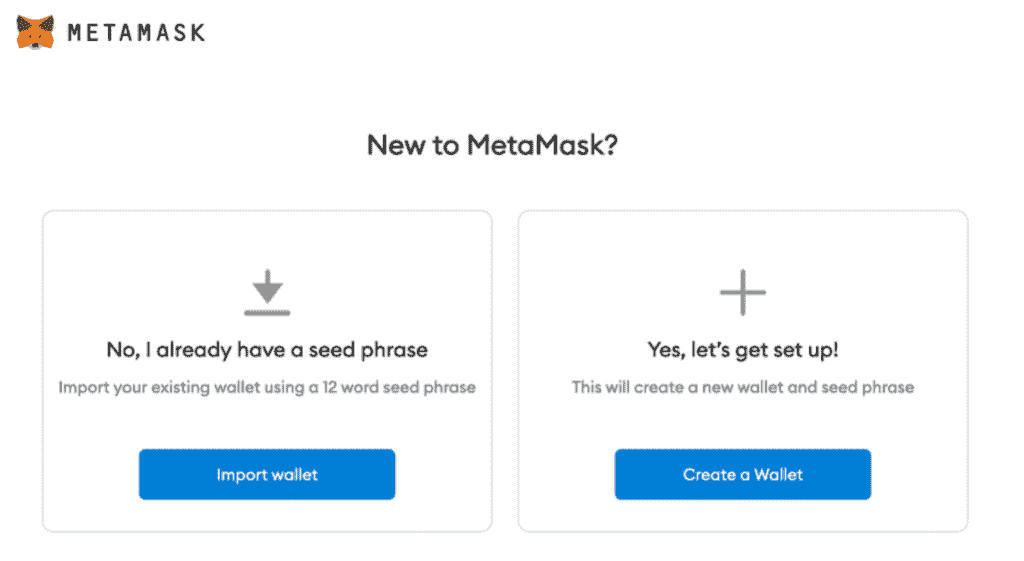 METAMASK
New to MetaMask?
No, I already have a seed phrase
Import your existing wallet using a 12 word seed phrase
Import wallet
Yes, let’s get set up!
This will create a new wallet and seed phrase
Create a Wallet